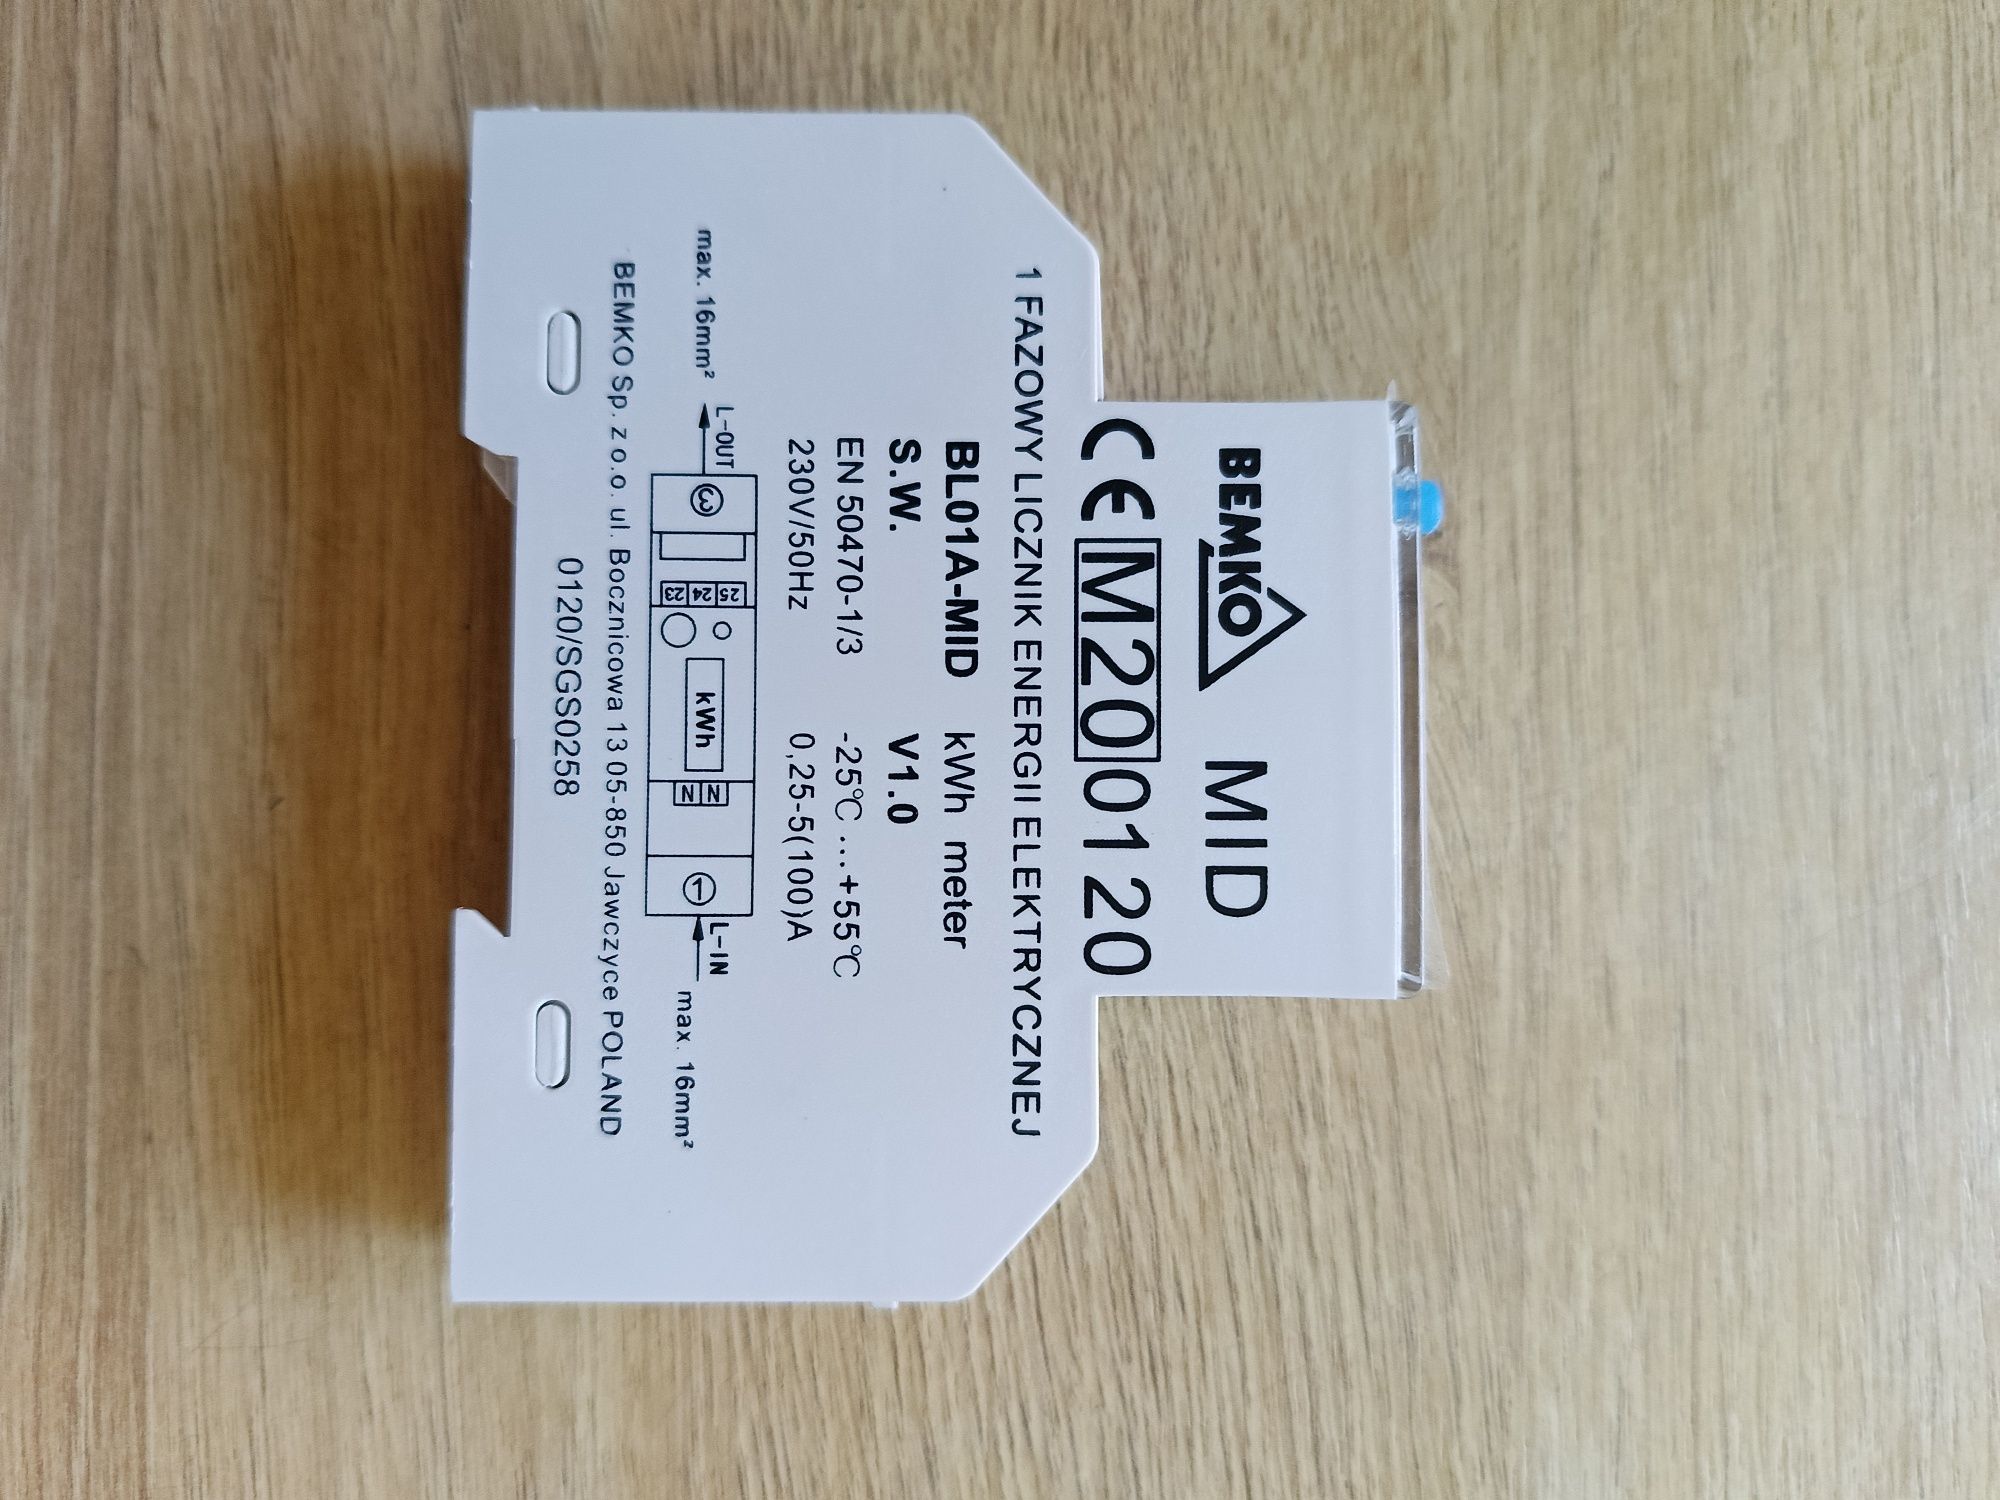 BEMKO MID
CE M20 0120
1 FAZOWY LICZNIK ENERGII ELEKTRYCZNEJ
BL01A-MID kWh meter
S.W. V1.0
EN 50470-1/3 -25℃...+55℃
230V/50Hz 0,25-5(100)A
L-OUT L-IN
max. 16mm² 3 23 24 25 kWh N N 1 max. 16mm²
BEMKO Sp. z o.o. ul. Bocznicowa 13 05-850 Jawczyce POLAND
0120/SGS0258